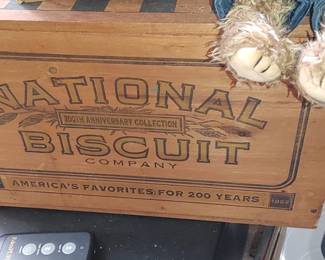 NATIONAL
100TH ANNIVERSARY COLLECTION
BISCUIT
COMPANY
AMERICA'S FAVORITES FOR 200 YEARS